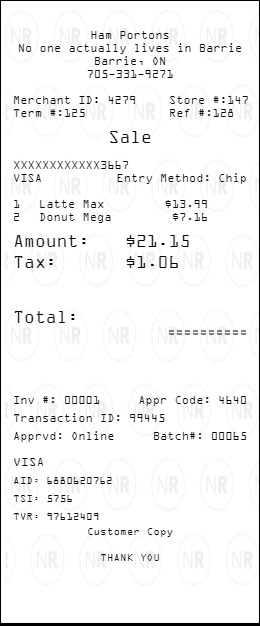 Ham Portons
No one actually lives in Barrie
Barrie, ON
705-331-9271
Merchant ID: 4279 Store #:147
Term #:125 Ref #:128
Sale
XXXXXXXXXXXX3667
VISA Entry Method: Chip
1 Latte Max $13.99
2 Donut Mega $7.16
Amount: $21.15
Tax: $1.06
Total:
==========
Inv #: 00001 Appr Code: 4640
Transaction ID: 99445
Apprvd: Online Batch#: 00065
VISA
AID: 6880620762
TSI: 5756
TVR: 97612409
Customer Copy
THANK YOU